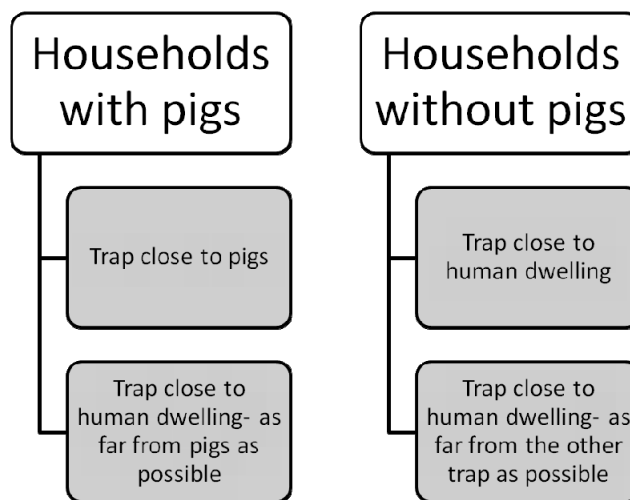 Households
with pigs
Trap close to pigs
Trap close to
human dwelling- as
far from pigs as
possible
Households
without pigs
Trap close to
human dwelling
Trap close to
human dwelling- as
far from the other
trap as possible